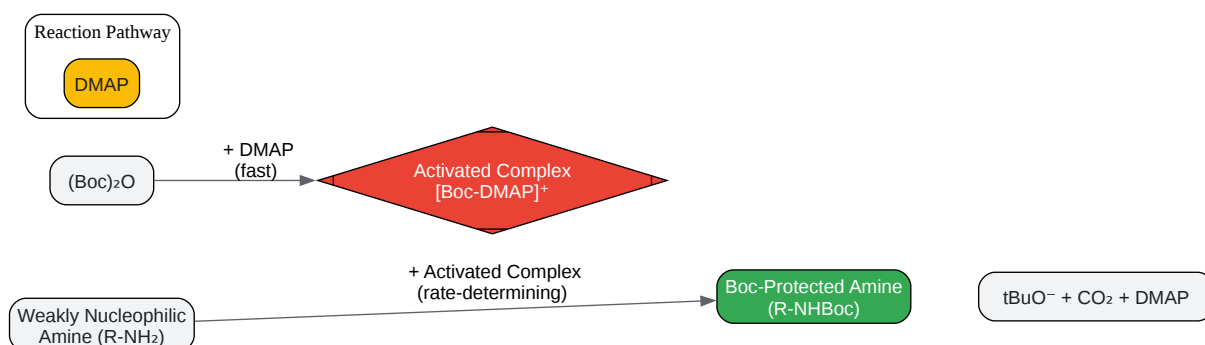 Reaction Pathway
DMAP
(Boc)₂O
+ DMAP
(fast)
Activated Complex
[Boc-DMAP]⁺
Weakly Nucleophilic
Amine (R-NH₂)
+ Activated Complex
(rate-determining)
Boc-Protected Amine
(R-NHBoc)
tBuO⁻ + CO₂ + DMAP